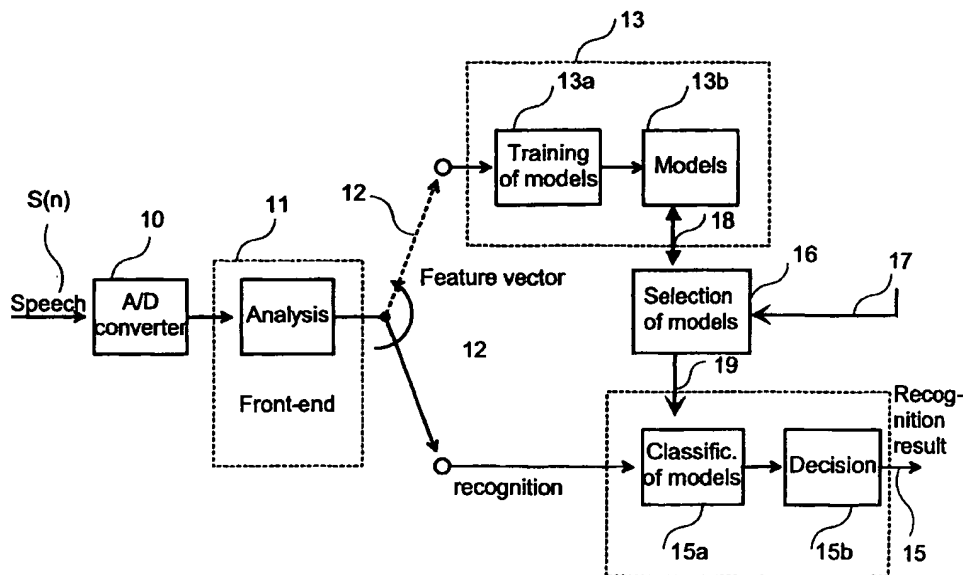 13
13a
13b
Training
of models
Models
S(n)
12
11
10
18
Feature vector
16
17
Speech
A/D
converter
Analysis
Selection
of models
12
19
Front-end
Recog-
nition
result
Classific.
of models
Decision
recognition
15a
15b
15